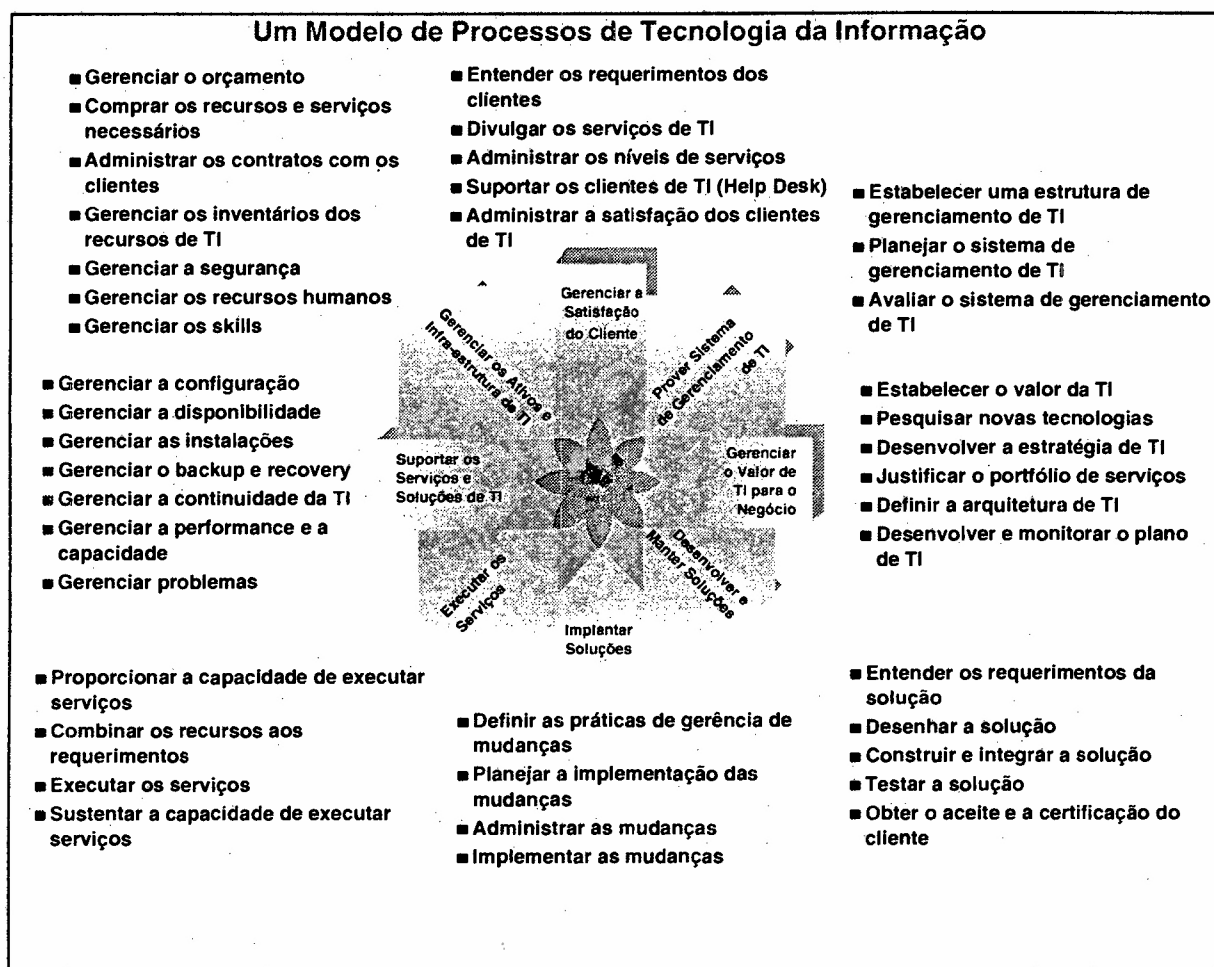 Um Modelo de Processos de Tecnologia da Informação
■ Gerenciar o orçamento
■ Comprar os recursos e serviços
necessários
■ Administrar os contratos com os
clientes
■ Gerenciar os inventários dos
recursos de TI
■ Gerenciar a segurança
■ Gerenciar os recursos humanos
■ Gerenciar os skills
■ Entender os requerimentos dos
clientes
■ Divulgar os serviços de TI
■ Administrar os níveis de serviços
■ Suportar os clientes de TI (Help Desk)
■ Administrar a satisfação dos clientes
de TI
■ Estabelecer uma estrutura de
gerenciamento de TI
■ Planejar o sistema de
gerenciamento de TI
■ Avaliar o sistema de gerenciamento
de TI
Gerenciar os Ativos e
Infra-estrutura de TI
Gerenciar a
Satisfação
do Cliente
Prover Sistema
de Gerenciamento
de TI
■ Gerenciar a configuração
■ Gerenciar a disponibilidade
■ Gerenciar as instalações
■ Gerenciar o backup e recovery
■ Gerenciar a continuidade da TI
■ Gerenciar a performance e a
capacidade
■ Gerenciar problemas
Suportar os
Serviços e
Soluções de TI
Gerenciar
o Valor de
TI para o
Negócio
■ Estabelecer o valor da TI
■ Pesquisar novas tecnologias
■ Desenvolver a estratégia de TI
■ Justificar o portfólio de serviços
■ Definir a arquitetura de TI
■ Desenvolver e monitorar o plano
de TI
Executar os
Serviços
Implantar
Soluções
Desenvolver e
Manter Soluções
■ Proporcionar a capacidade de executar
serviços
■ Combinar os recursos aos
requerimentos
■ Executar os serviços
■ Sustentar a capacidade de executar
serviços
■ Definir as práticas de gerência de
mudanças
■ Planejar a implementação das
mudanças
■ Administrar as mudanças
■ Implementar as mudanças
■ Entender os requerimentos da
solução
■ Desenhar a solução
■ Construir e integrar a solução
■ Testar a solução
■ Obter o aceite e a certificação do
cliente